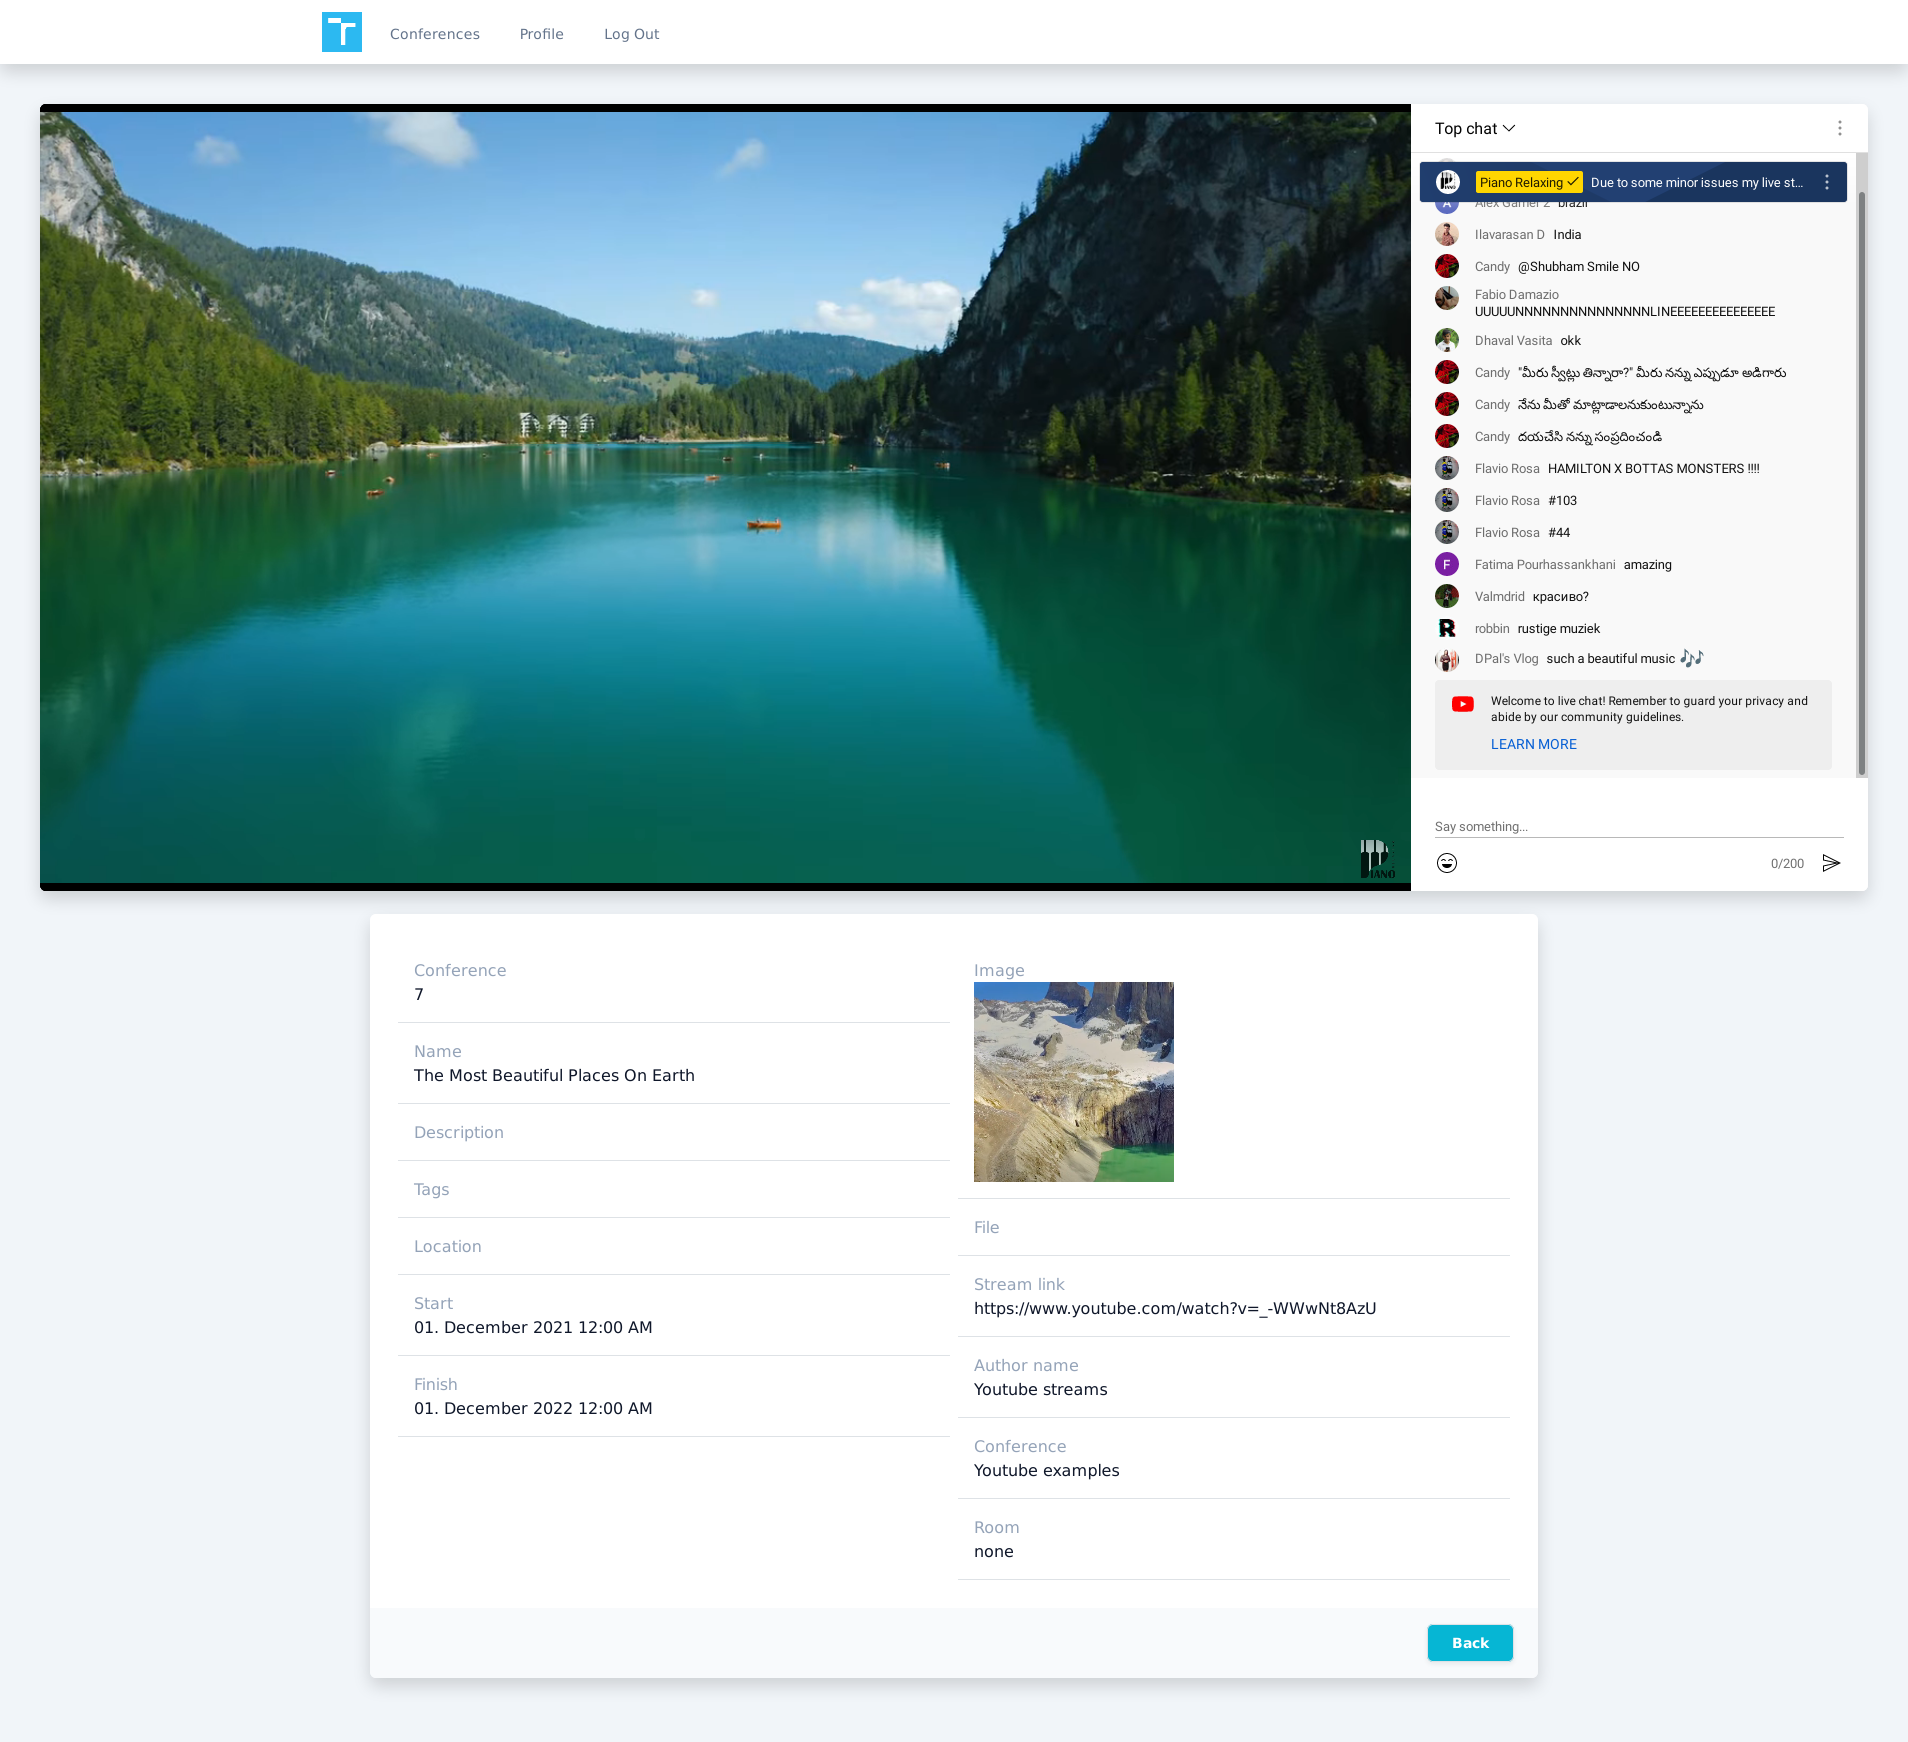 T
Conferences
Profile
Log Out
Top chat
Piano Relaxing Due to some minor issues my live st...
Alex Gamer 2 brazil
Ilavarasan D India
Candy @Shubham Smile NO
Fabio Damazio
UUUUUNNNNNNNNNNNNNNNLINEEEEEEEEEEEEEEE
Dhaval Vasita okk
Candy "మీరు స్వీట్లు తిన్నారా?" మీరు నన్ను ఎప్పుడూ అడిగారు
Candy నేను మీతో మాట్లాడాలనుకుంటున్నాను
Candy దయచేసి నన్ను సంప్రదించండి
Flavio Rosa HAMILTON X BOTTAS MONSTERS !!!!
Flavio Rosa #103
Flavio Rosa #44
F Fatima Pourhassankhani amazing
Valmdrid красиво?
R robbin rustige muziek
DPal's Vlog such a beautiful music 🎶
Welcome to live chat! Remember to guard your privacy and
abide by our community guidelines.
LEARN MORE
Say something...
0/200
PIANO
Conference
7
Name
The Most Beautiful Places On Earth
Description
Tags
Location
Start
01. December 2021 12:00 AM
Finish
01. December 2022 12:00 AM
Image
File
Stream link
https://www.youtube.com/watch?v=_-WWwNt8AzU
Author name
Youtube streams
Conference
Youtube examples
Room
none
Back